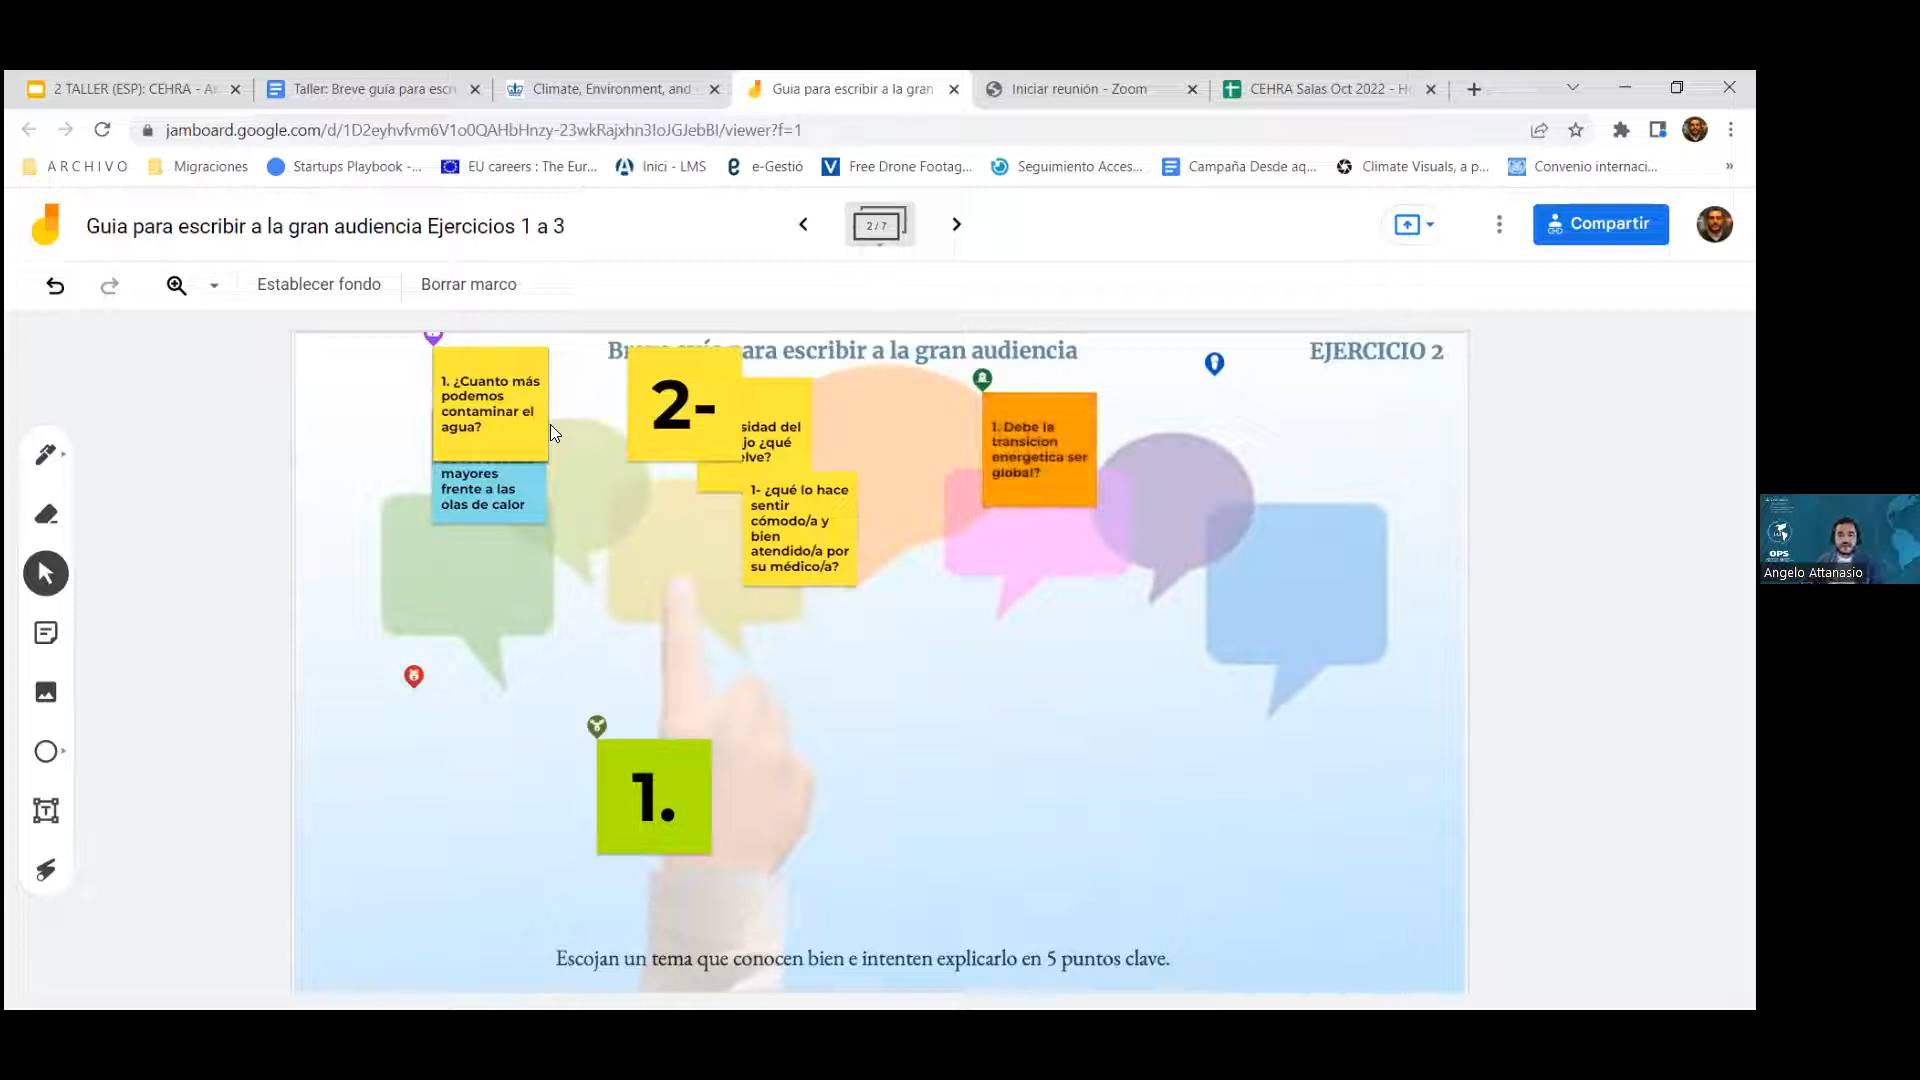 2 TALLER (ESP): CEHRA - Ar
Taller: Breve guía para escri
Climate, Environment, and
Guia para escribir a la gran
Iniciar reunión - Zoom
CEHRA Salas Oct 2022 - Ho
jamboard.google.com/d/1D2eyhvfvm6V1o0QAHbHnzy-23wkRajxhn3IoJGJebBI/viewer?f=1
A R C H I V O
Migraciones
Startups Playbook -...
EU careers : The Eur...
Inici - LMS
e-Gestió
Free Drone Footag...
Seguimiento Acces...
Campaña Desde aq...
Climate Visuals, a p...
Convenio internaci...
»
Guia para escribir a la gran audiencia Ejercicios 1 a 3
2 / 7
Compartir
Establecer fondo
Borrar marco
para escribir a la gran audiencia
EJERCICIO 2
1. ¿Cuanto más
podemos
contaminar el
agua?
mayores
frente a las
olas de calor
2-
sidad del
jo ¿qué
elve?
1- ¿qué lo hace
sentir
cómodo/a y
bien
atendido/a por
su médico/a?
1. Debe la
transicion
energetica ser
global?
1.
Escojan un tema que conocen bien e intenten explicarlo en 5 puntos clave.
OPS
Angelo Attanasio